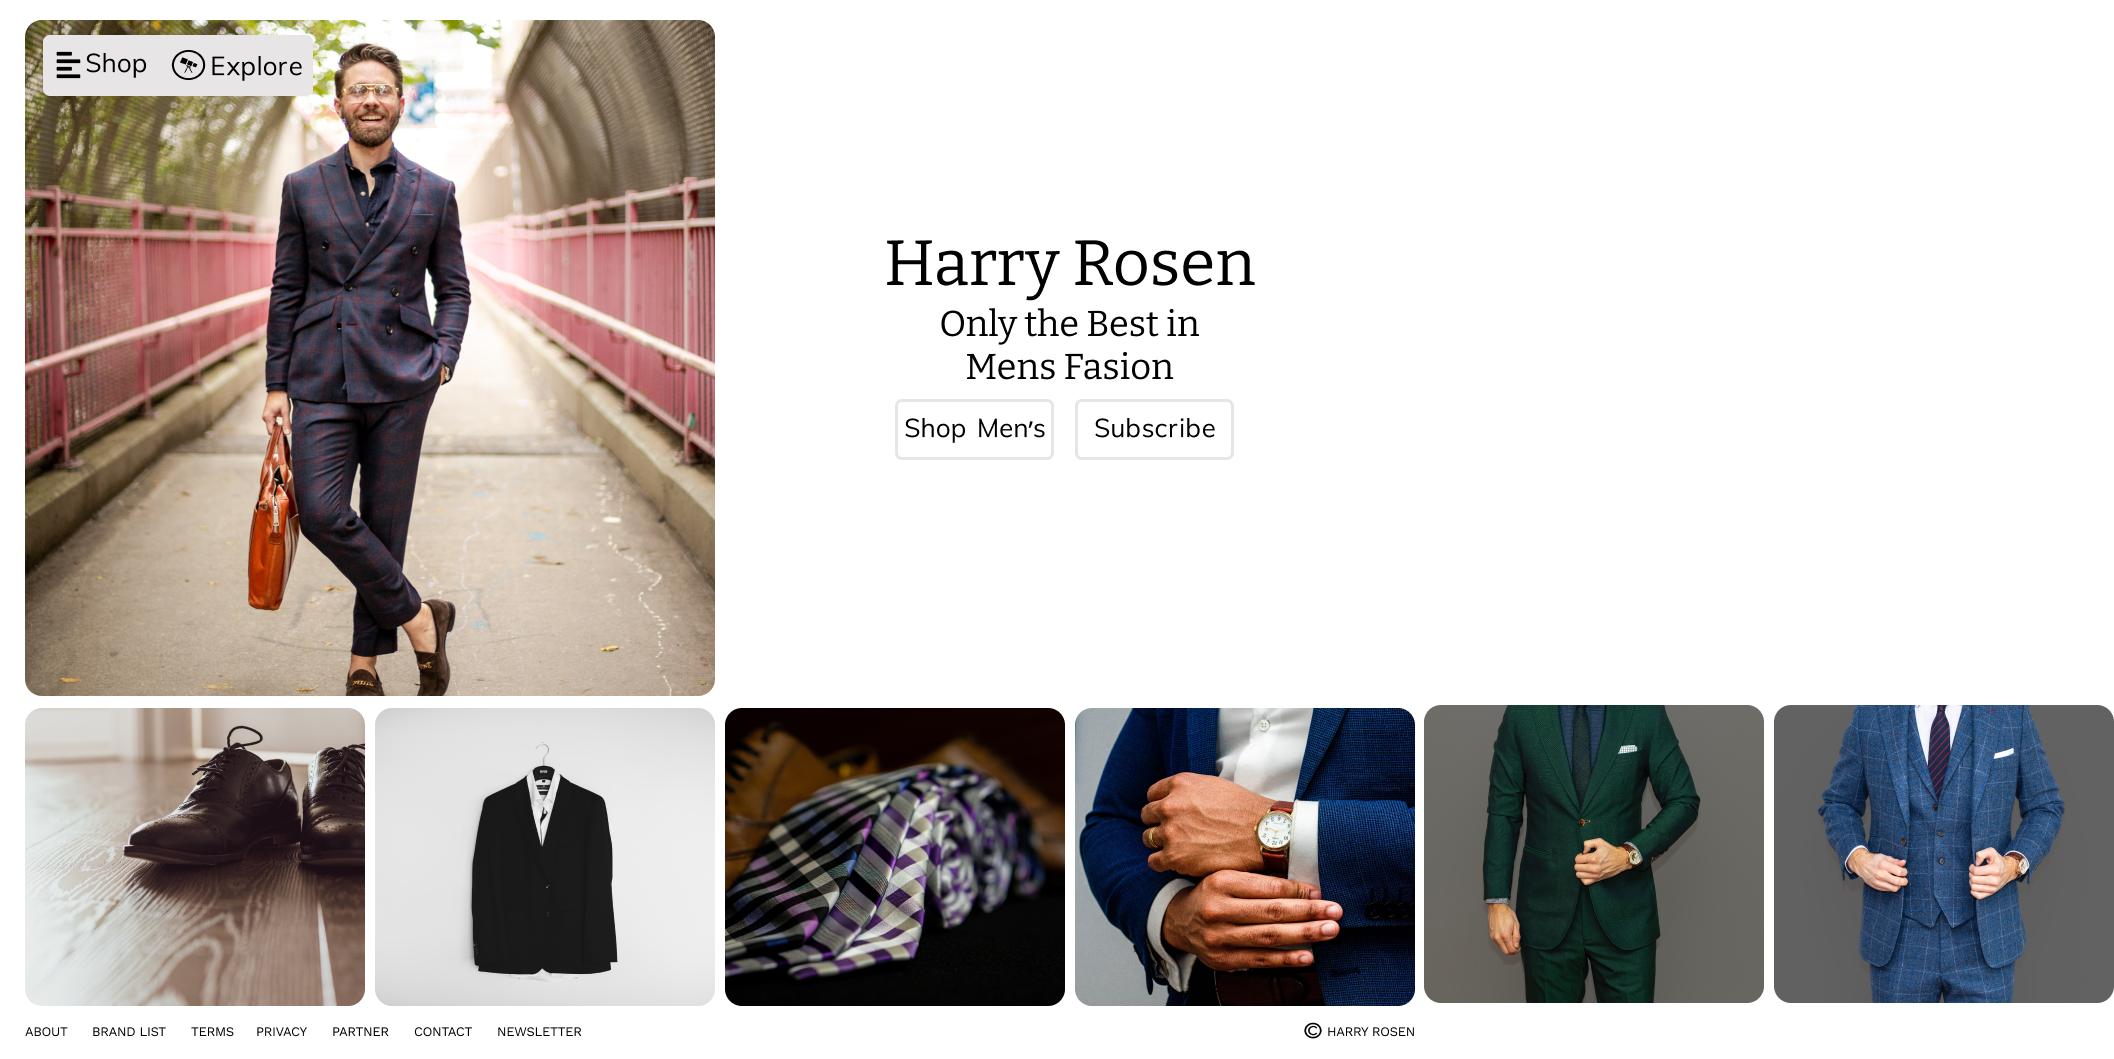 Shop Explore
Harry Rosen
Only the Best in
Mens Fasion
Shop Men's Subscribe
ABOUT BRAND LIST TERMS PRIVACY PARTNER CONTACT NEWSLETTER © HARRY ROSEN